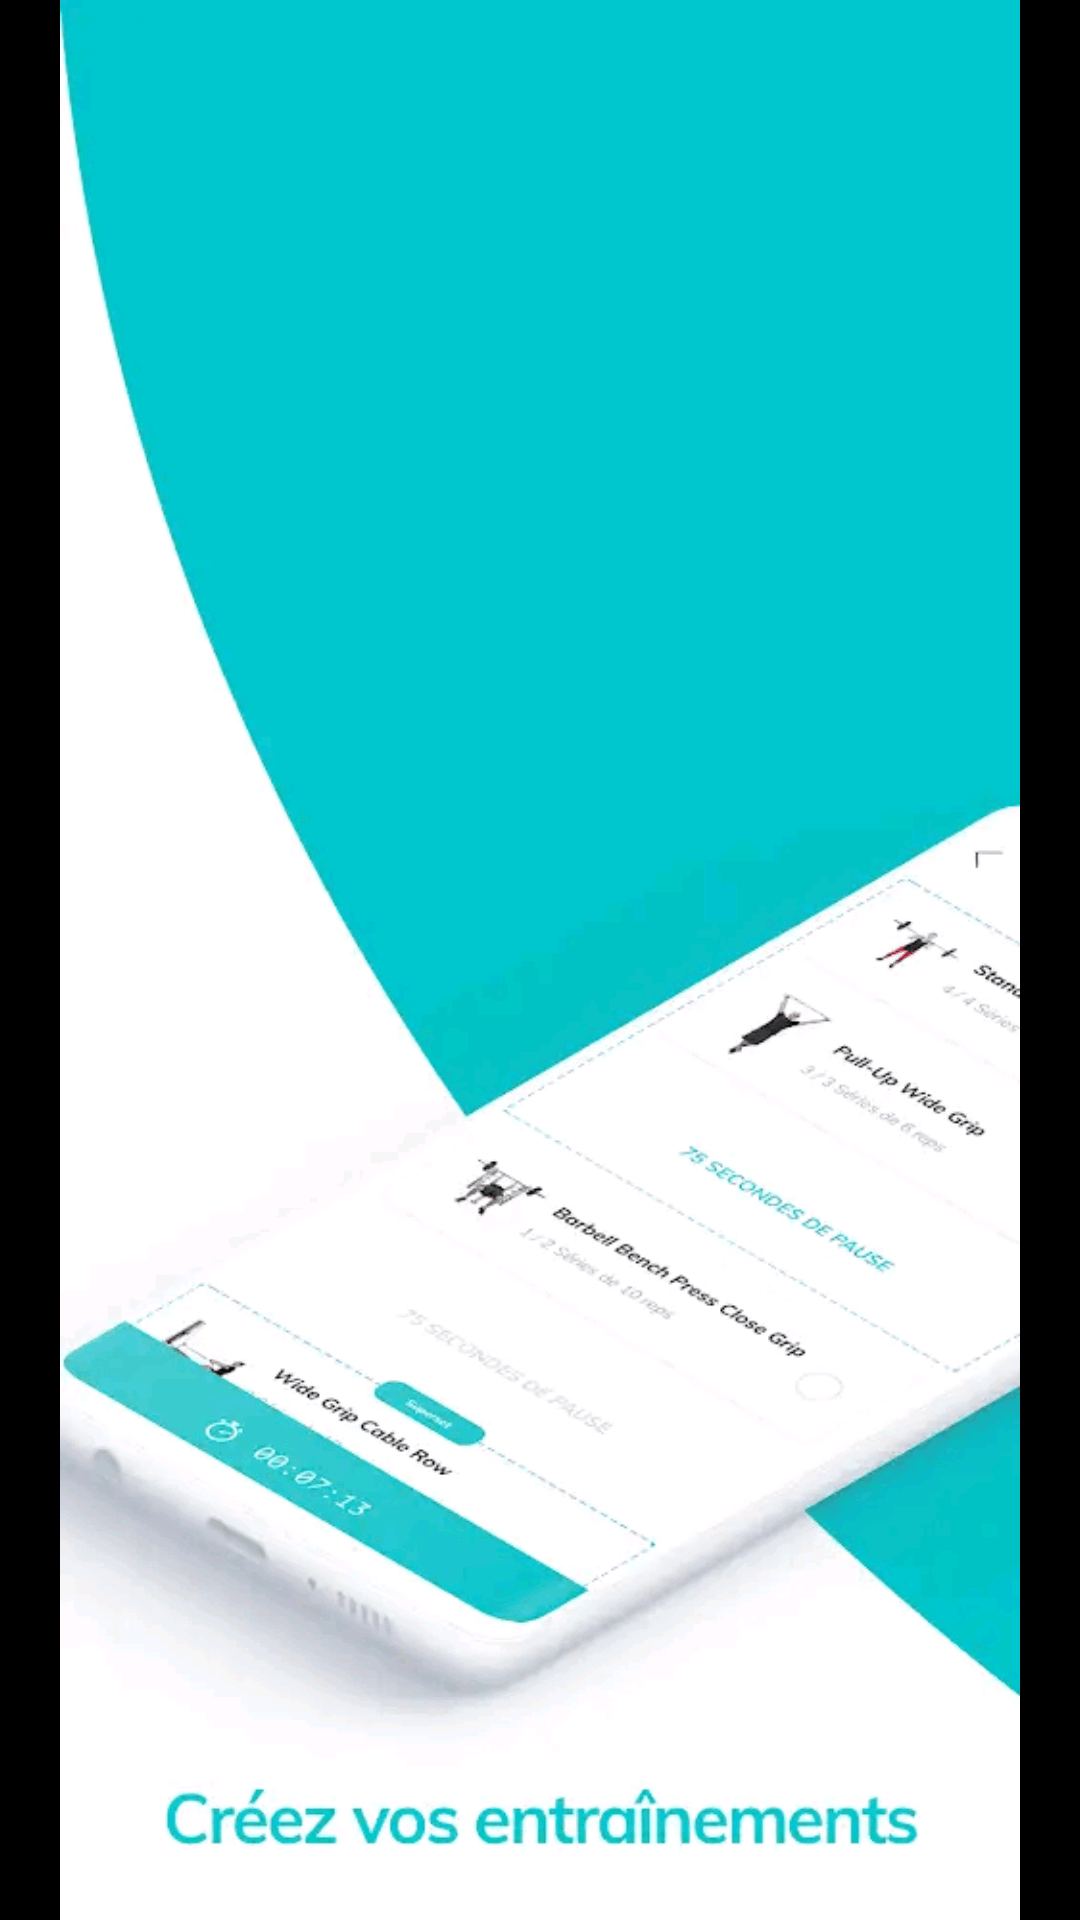 Stand
4 / 4 Séries
Pull-Up Wide Grip
3 / 3 Séries de 6 reps
75 SECONDES DE PAUSE
Barbell Bench Press Close Grip
1 / 2 Séries de 10 reps
75 SECONDES DE PAUSE
Superset
Wide Grip Cable Row
00:07:13
Créez vos entraînements